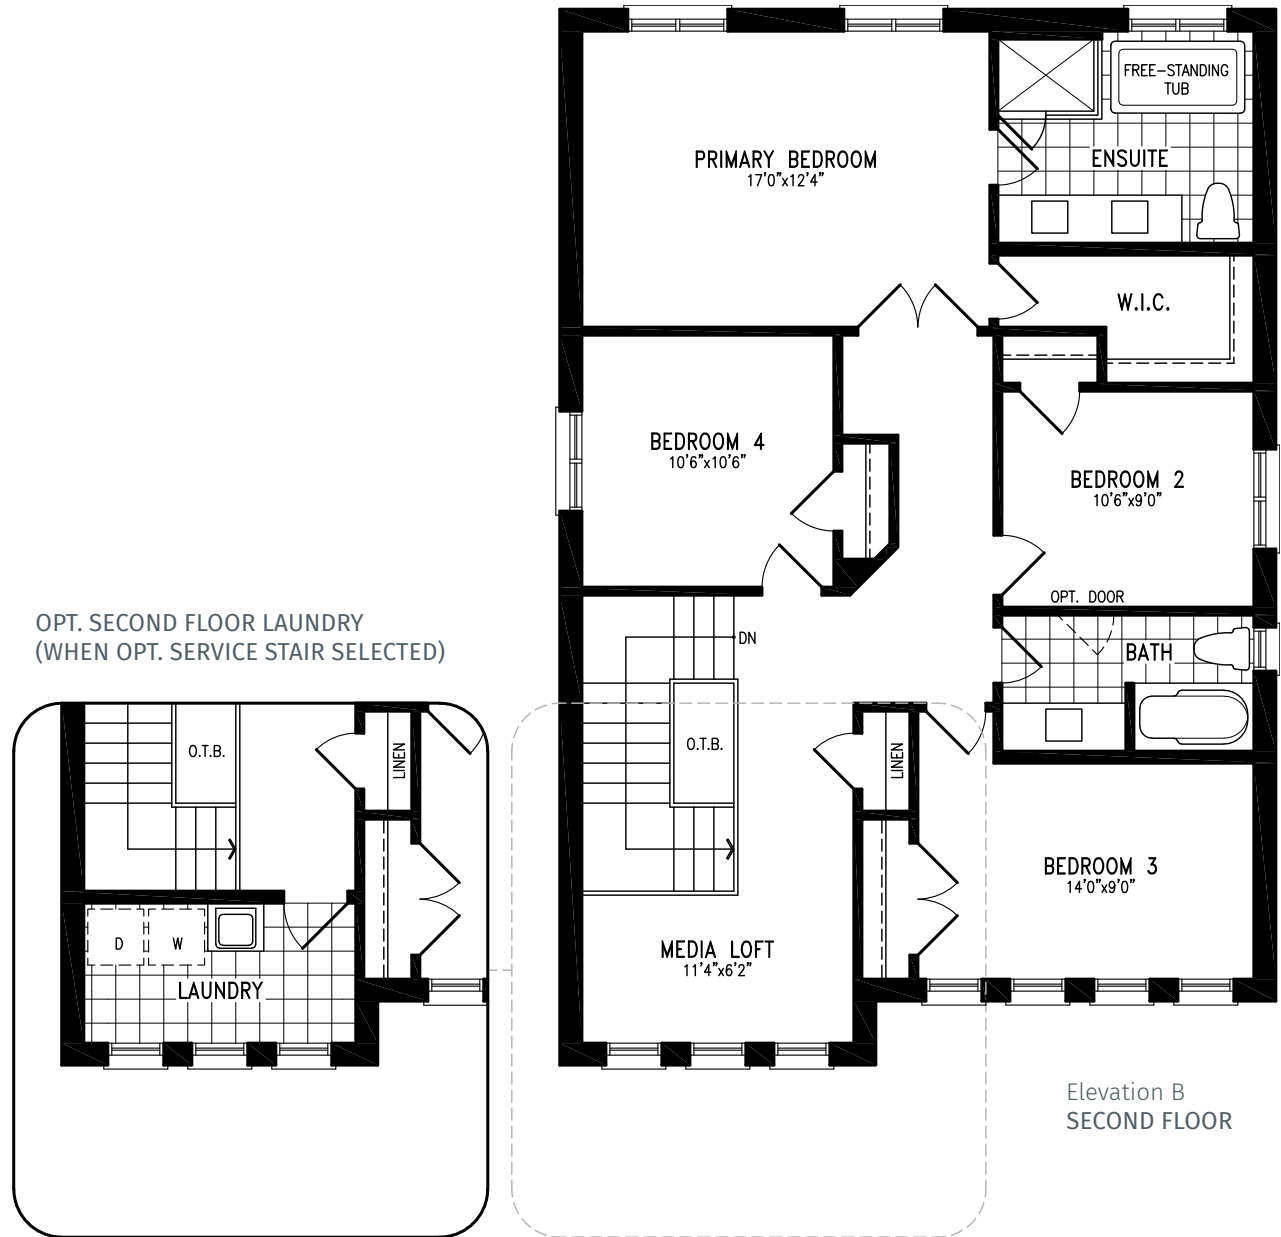 FREE-STANDING
TUB
PRIMARY BEDROOM
17'0"x12'4"
ENSUITE
W.I.C.
BEDROOM 4
10'6"x10'6"
BEDROOM 2
10'6"x9'0"
OPT. DOOR
OPT. SECOND FLOOR LAUNDRY
(WHEN OPT. SERVICE STAIR SELECTED)
DN
BATH
O.T.B.
LINEN
O.T.B.
LINEN
BEDROOM 3
14'0"x9'0"
D
W
LAUNDRY
MEDIA LOFT
11'4"x6'2"
Elevation B
SECOND FLOOR